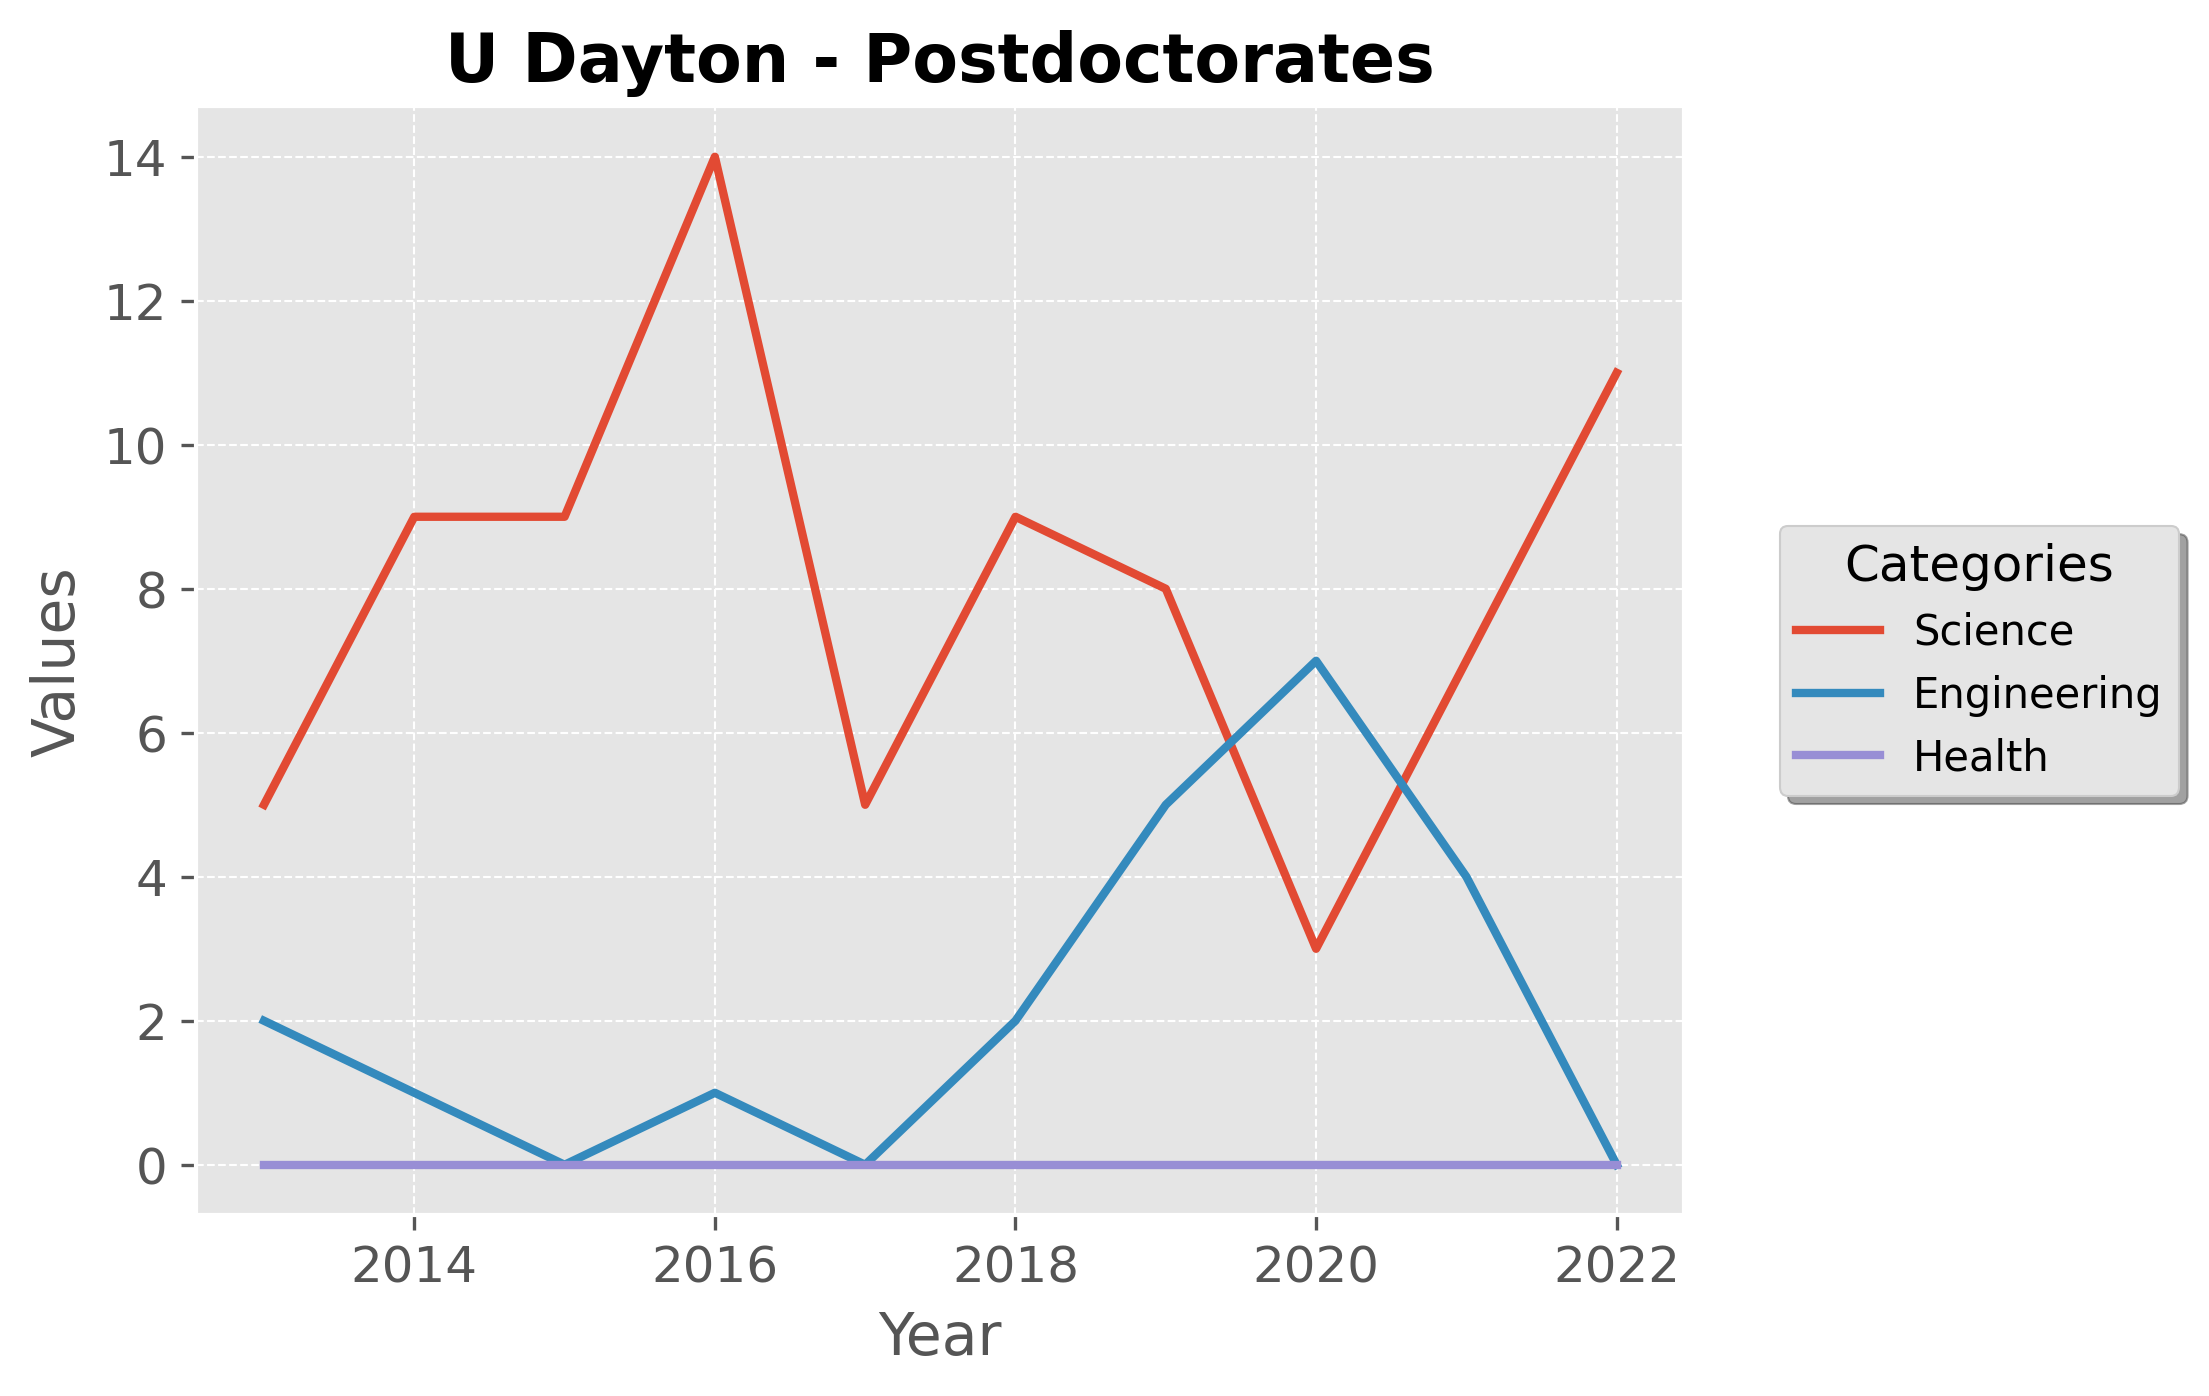 U Dayton - Postdoctorates
14
12
10
8
6
4
2
0
Values
2014 2016 2018 2020 2022
Year
Categories
Science
Engineering
Health